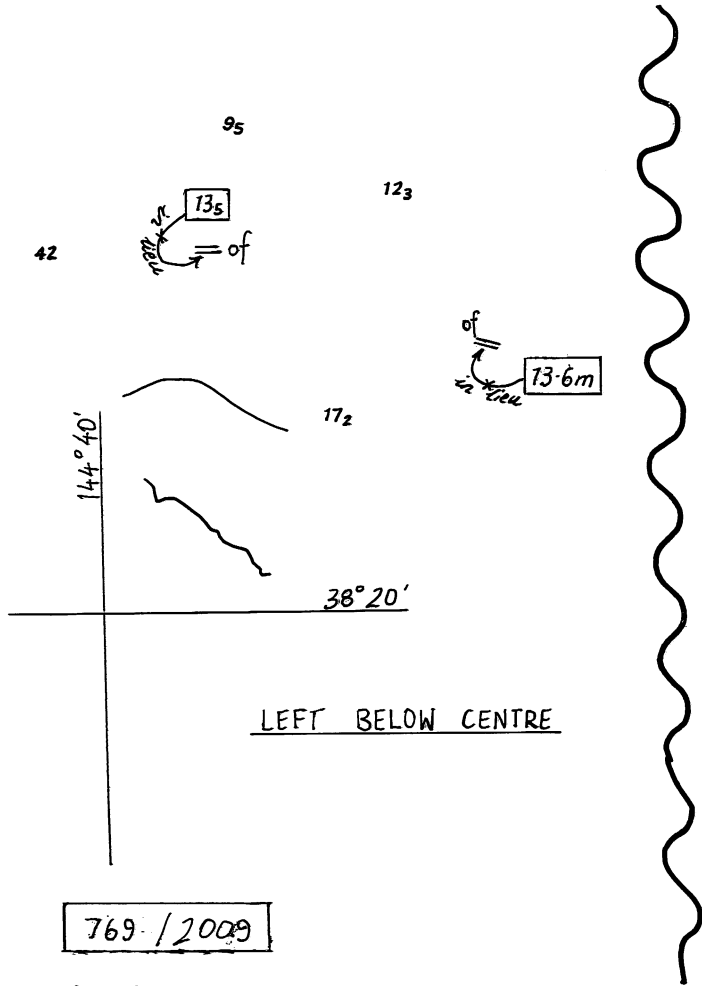 9₅
12₃
13₅
in lieu
= of
42
of
=
13·6m
in lieu
17₂
144°40'
38°20'
LEFT BELOW CENTRE
769 / 2009